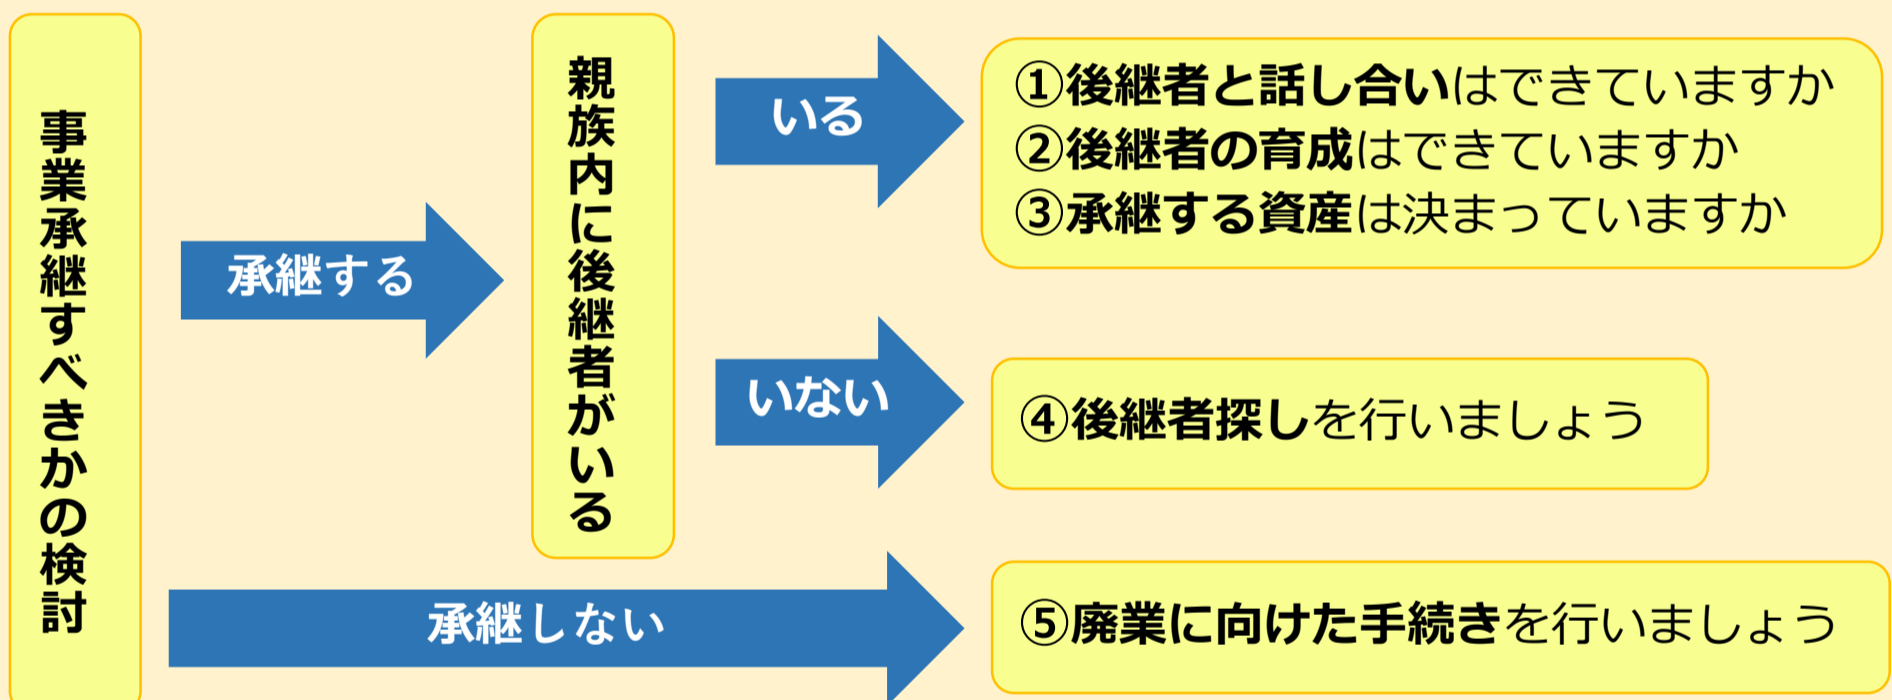 事業承継すべきかの検討
承継する
親族内に後継者がいる
いる
①後継者と話し合いはできていますか
②後継者の育成はできていますか
③承継する資産は決まっていますか
いない
④後継者探しを行いましょう
承継しない
⑤廃業に向けた手続きを行いましょう